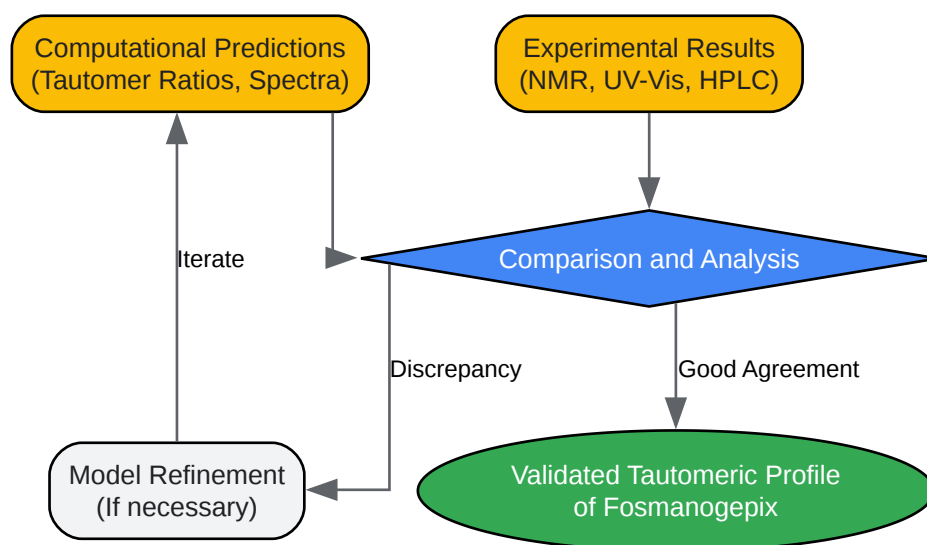 Computational Predictions
(Tautomer Ratios, Spectra)
Experimental Results
(NMR, UV-Vis, HPLC)
Iterate
Comparison and Analysis
Discrepancy
Good Agreement
Model Refinement
(If necessary)
Validated Tautomeric Profile
of Fosmanogepix